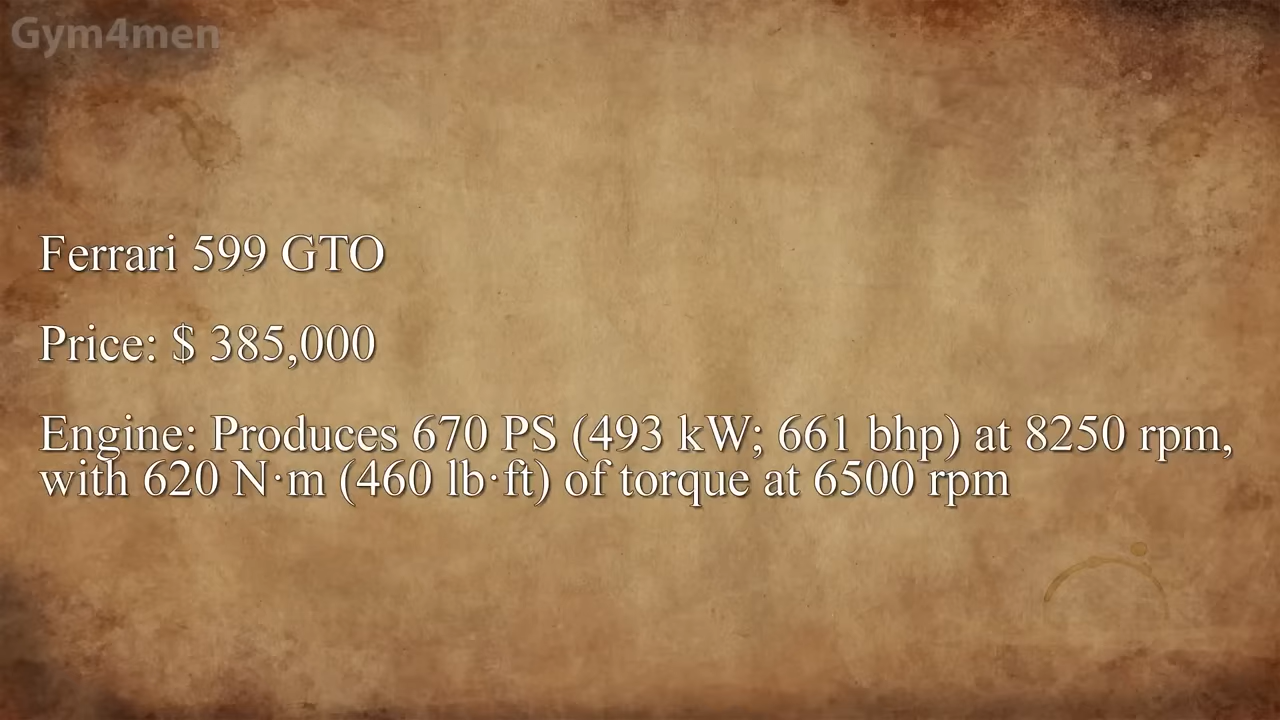 Gym4men
Ferrari 599 GTO
Price: $ 385,000
Engine: Produces 670 PS (493 kW; 661 bhp) at 8250 rpm,
with 620 N·m (460 lb·ft) of torque at 6500 rpm